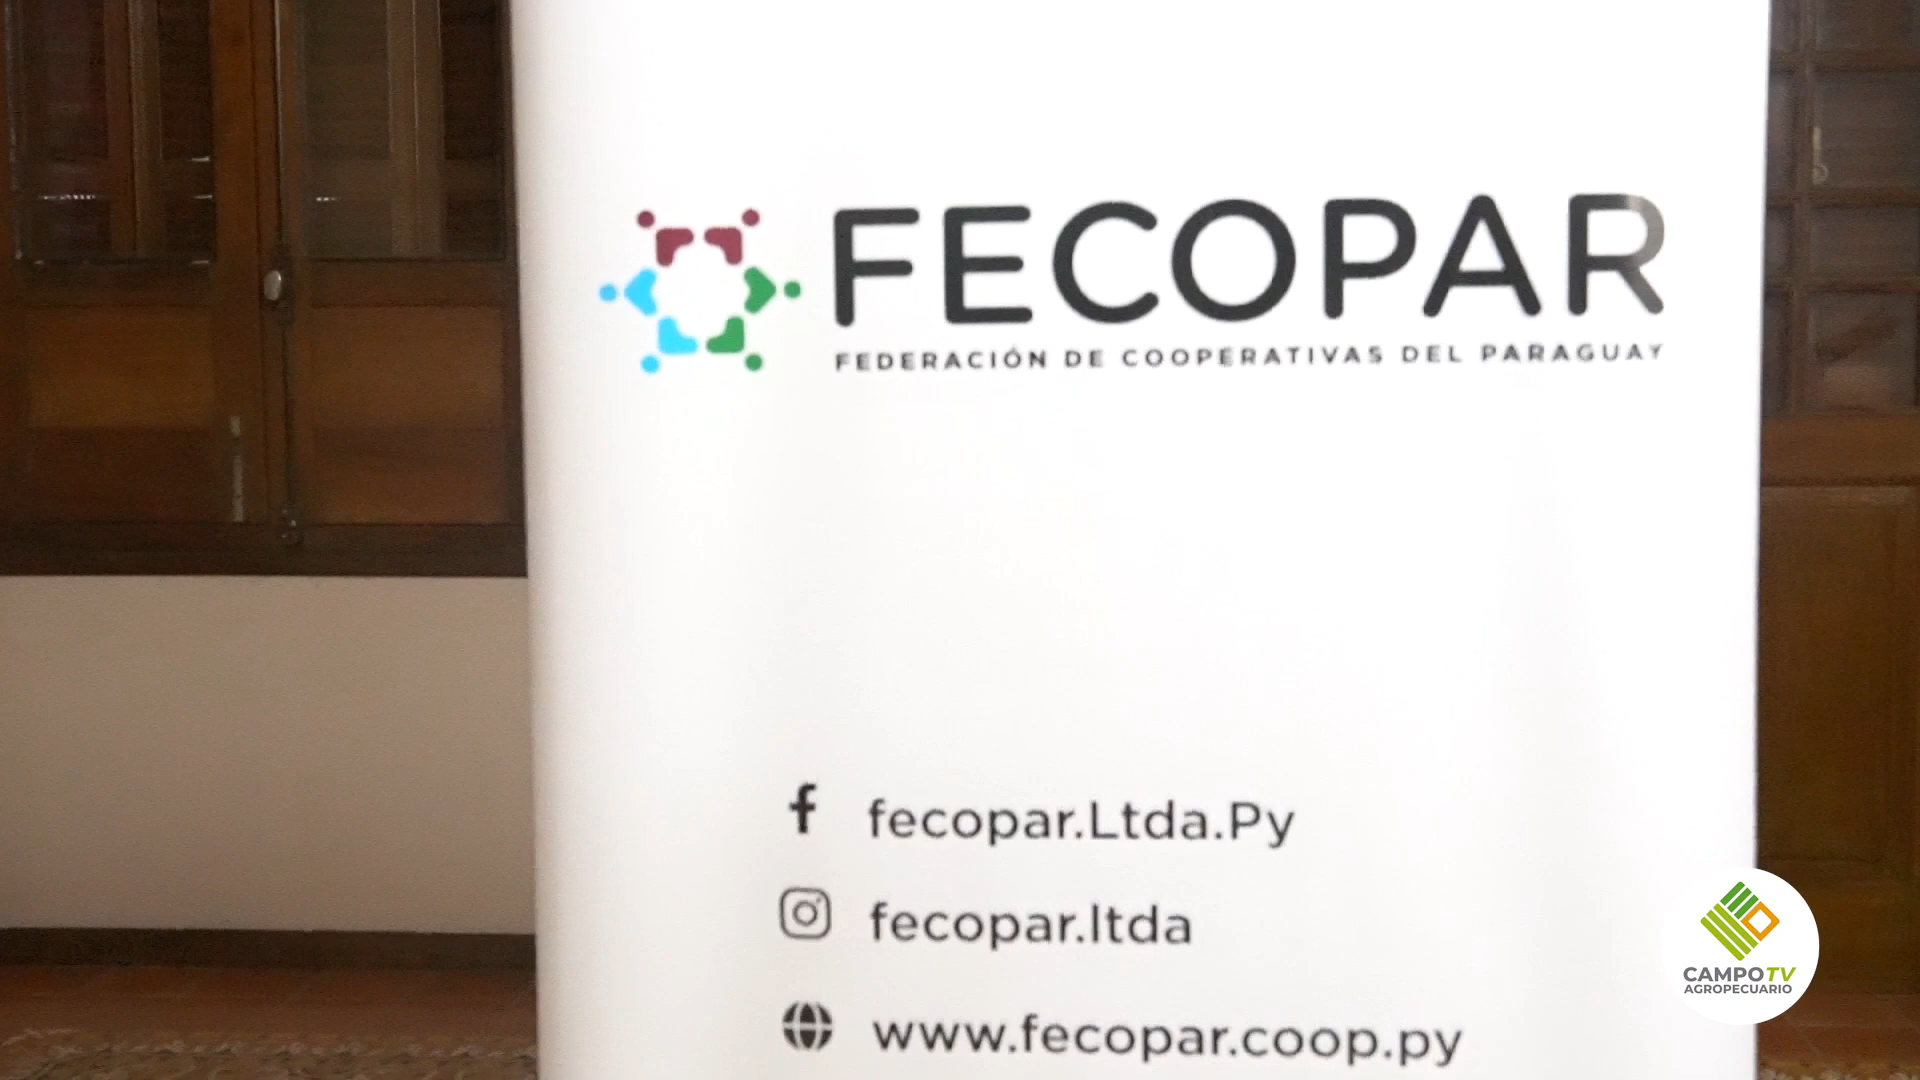 FECOPAR
FEDERACIÓN DE COOPERATIVAS DEL PARAGUAY
fecopar.Ltda.Py
fecopar.ltda
www.fecopar.coop.py
CAMPO TV
AGROPECUARIO